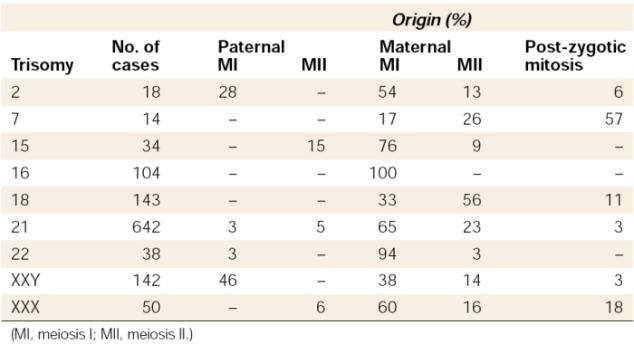 Origin (%)
No. of Paternal Maternal Post-zygotic
Trisomy cases MI MII MI MII mitosis
2 18 28 – 54 13 6
7 14 – – 17 26 57
15 34 – 15 76 9 –
16 104 – – 100 – –
18 143 – – 33 56 11
21 642 3 5 65 23 3
22 38 3 – 94 3 –
XXY 142 46 – 38 14 3
XXX 50 – 6 60 16 18
(MI, meiosis I; MII, meiosis II.)